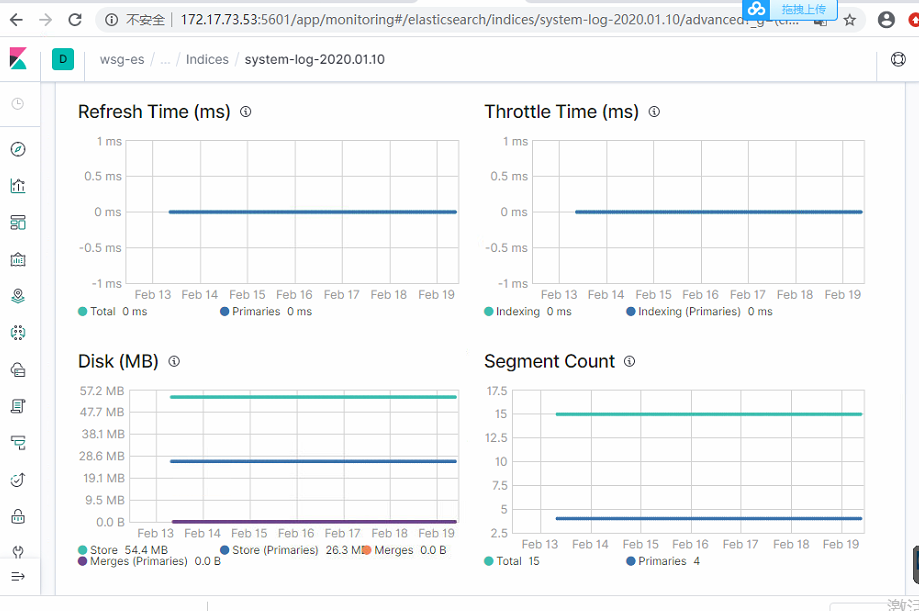 不安全 172.17.73.53:5601/app/monitoring#/elasticsearch/indices/system-log-2020.01.10/advanced?_g=(
拖拽上传
D wsg-es / ... / Indices / system-log-2020.01.10
Refresh Time (ms)
1 ms
0.5 ms
0 ms
-0.5 ms
-1 ms
Feb 13 Feb 14 Feb 15 Feb 16 Feb 17 Feb 18 Feb 19
Total 0 ms Primaries 0 ms
Throttle Time (ms)
1 ms
0.5 ms
0 ms
-0.5 ms
-1 ms
Feb 13 Feb 14 Feb 15 Feb 16 Feb 17 Feb 18 Feb 19
Indexing 0 ms Indexing (Primaries) 0 ms
Disk (MB)
57.2 MB
47.7 MB
38.1 MB
28.6 MB
19.1 MB
9.5 MB
0.0 B
Feb 13 Feb 14 Feb 15 Feb 16 Feb 17 Feb 18 Feb 19
Store 54.4 MB Store (Primaries) 26.3 MB Merges 0.0 B
Merges (Primaries) 0.0 B
Segment Count
17.5
15
12.5
10
7.5
5
2.5
Feb 13 Feb 14 Feb 15 Feb 16 Feb 17 Feb 18 Feb 19
Total 15 Primaries 4